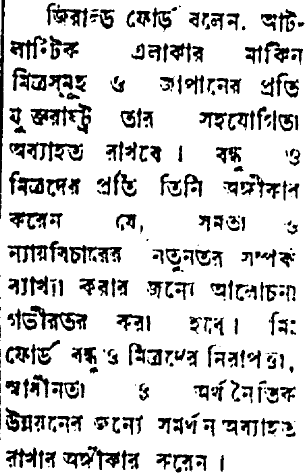 জিরাল্ড ফোর্ড বলেন, আট-
লান্টিক এলাকার মার্কিন
মিত্রসমূহ ও জাপানের প্রতি
যুক্তরাষ্ট্র তার সহযোগিতা
অব্যাহত রাখবে । বন্ধু ও
মিত্রদের প্রতি তিনি অঙ্গীকার
করেন যে, সমতা ও
ন্যায়বিচারের নতুনতর সম্পর্ক
ব্যাখ্যা করার জন্যে আলোচনা
গভীরতর করা হবে । মিঃ
ফোর্ড বন্ধু ও মিত্রদের নিরাপত্তা,
স্বাধীনতা ও অর্থনৈতিক
উন্নয়নের জন্যে সমর্থন অব্যাহত
রাখার অঙ্গীকার করেন ।